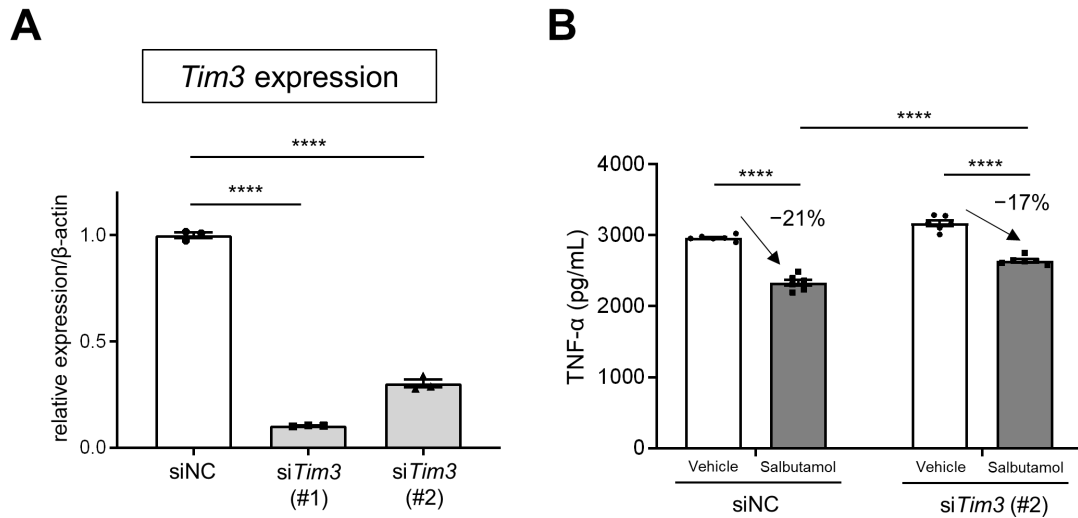 A
Tim3 expression
****
****
relative expression/β-actin
1.0
0.5
0.0
siNC
siTim3
(#1)
siTim3
(#2)
B
****
****
****
−21%
−17%
TNF-α (pg/mL)
4000
3000
2000
1000
0
Vehicle Salbutamol Vehicle Salbutamol
siNC siTim3 (#2)